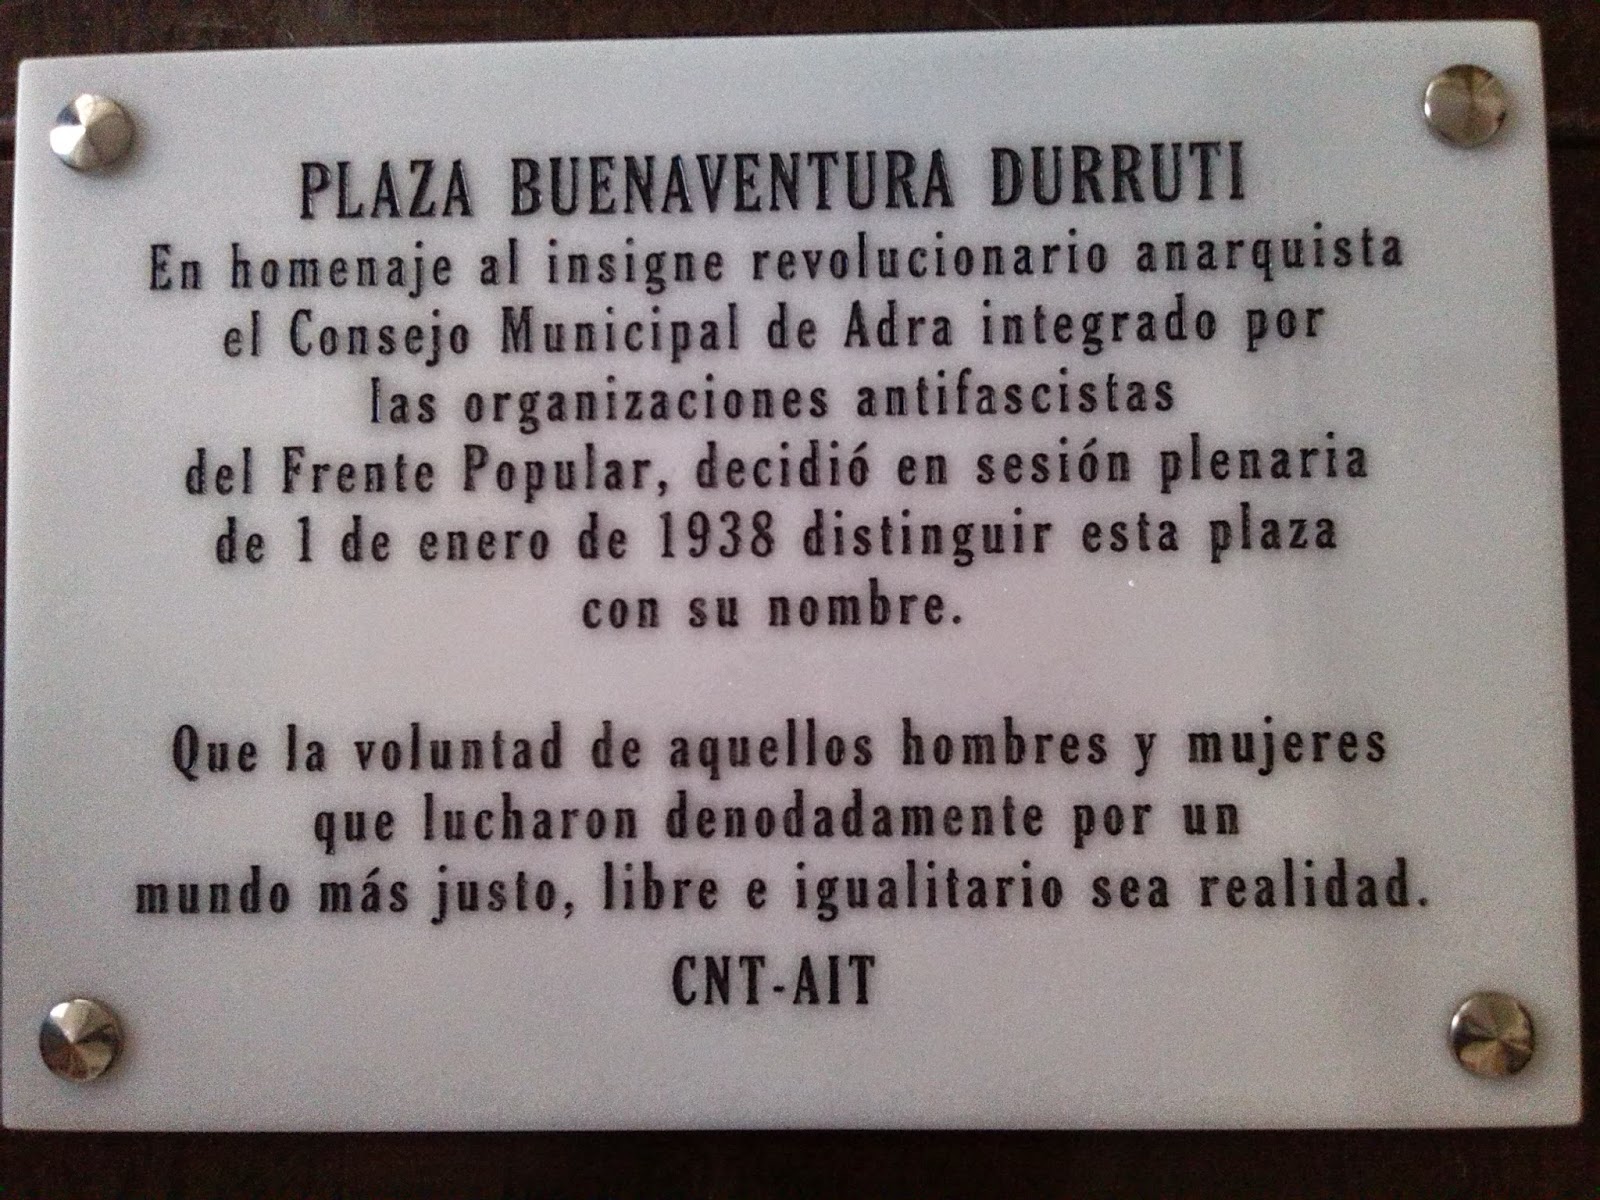 PLAZA BUENAVENTURA DURRUTI
En homenaje al insigne revolucionario anarquista
el Consejo Municipal de Adra integrado por
las organizaciones antifascistas
del Frente Popular, decidió en sesión plenaria
de 1 de enero de 1938 distinguir esta plaza
con su nombre.
Que la voluntad de aquellos hombres y mujeres
que lucharon denodadamente por un
mundo más justo, libre e igualitario sea realidad.
CNT-AIT